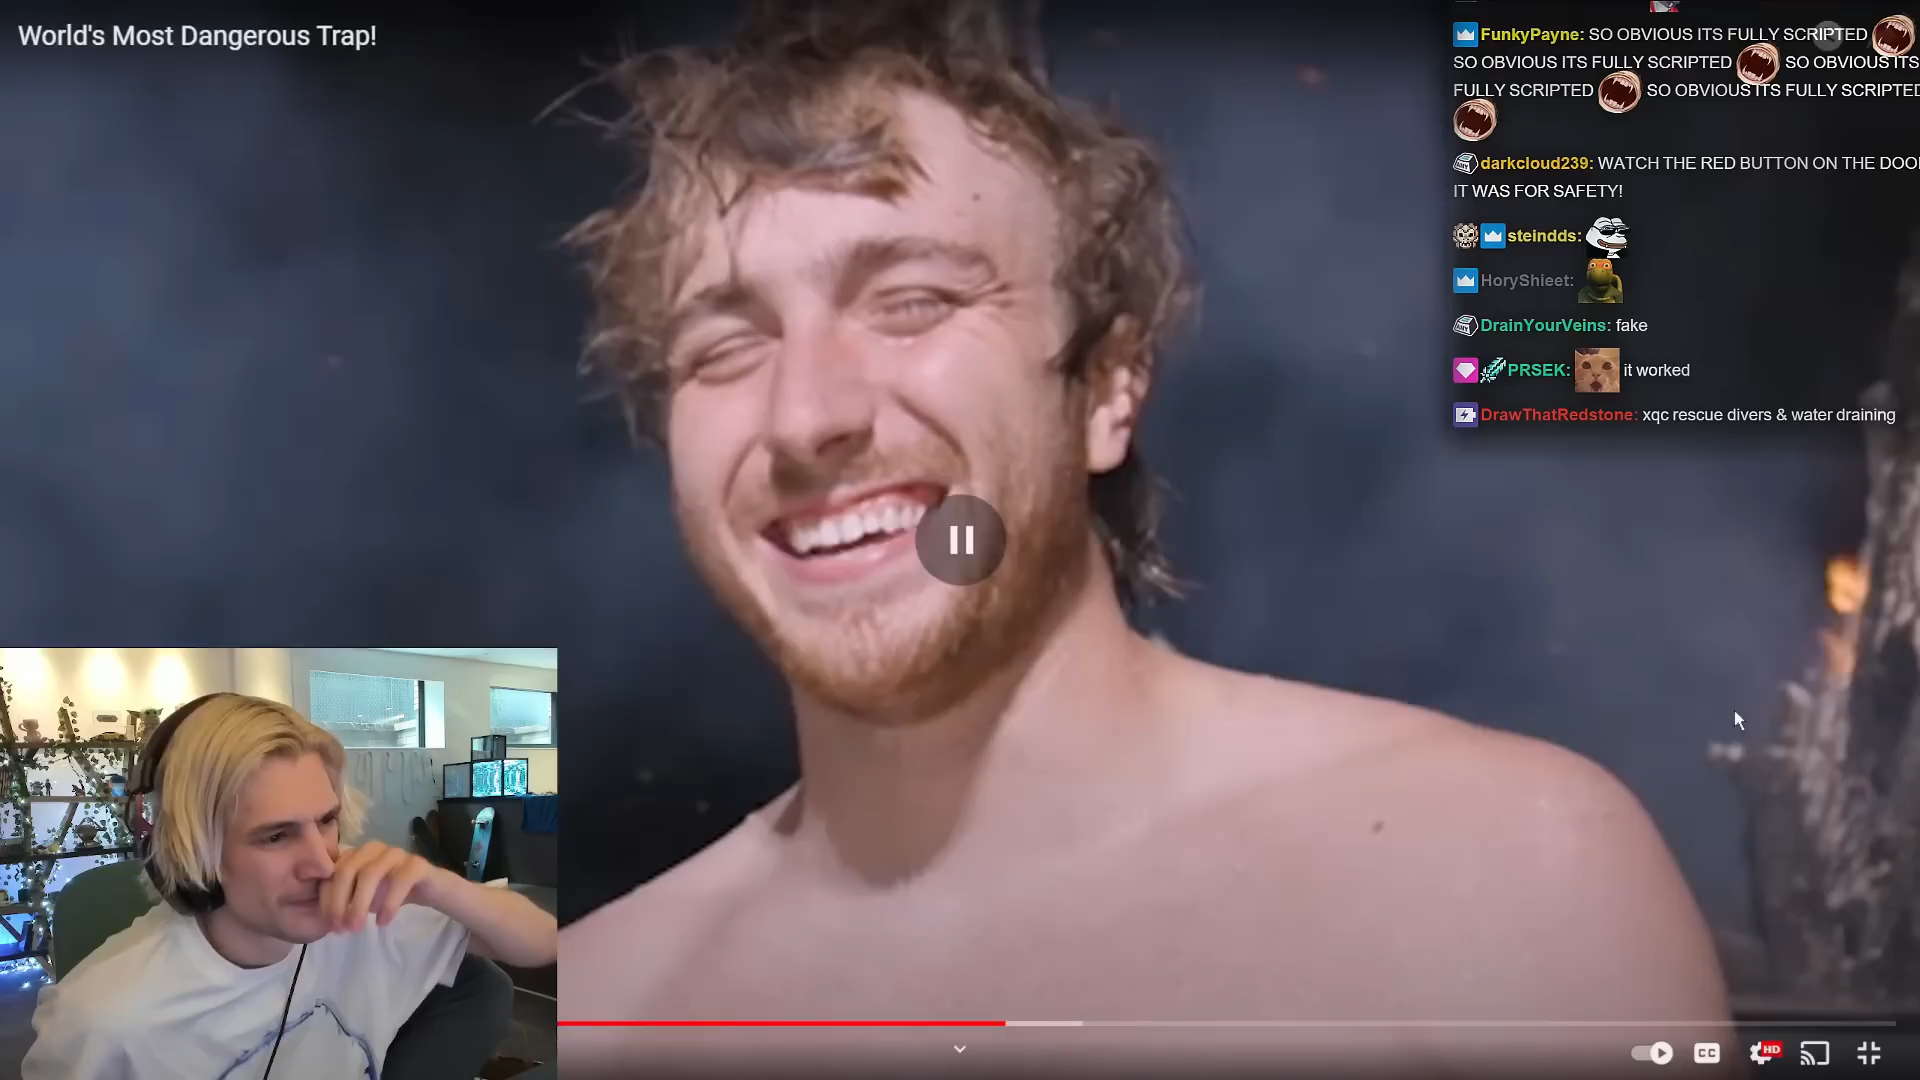 World's Most Dangerous Trap!
FunkyPayne: SO OBVIOUS ITS FULLY SCRIPTED
SO OBVIOUS ITS FULLY SCRIPTED SO OBVIOUS ITS
FULLY SCRIPTED SO OBVIOUS ITS FULLY SCRIPTED
darkcloud239: WATCH THE RED BUTTON ON THE DOO
IT WAS FOR SAFETY!
steindds:
HoryShieet:
DrainYourVeins: fake
PRSEK: it worked
DrawThatRedstone: xqc rescue divers & water draining
CC
HD